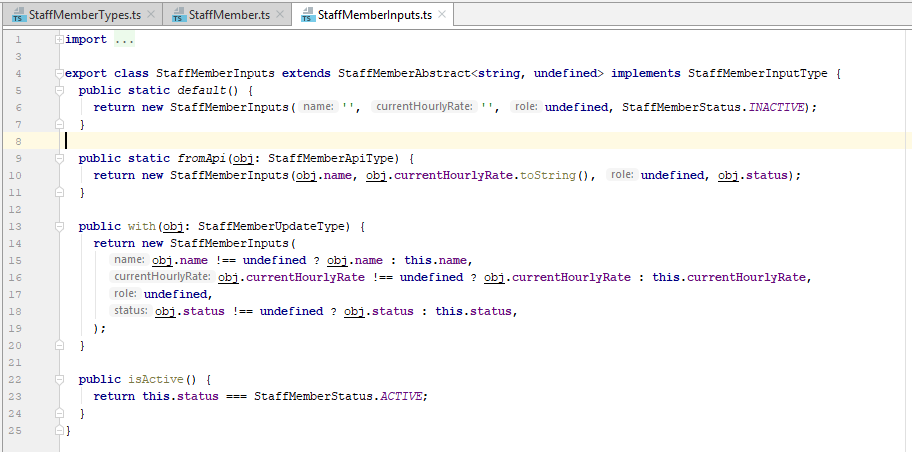 StaffMemberTypes.ts StaffMember.ts StaffMemberInputs.ts
1 import ...
3
4 export class StaffMemberInputs extends StaffMemberAbstract<string, undefined> implements StaffMemberInputType {
5 public static default() {
6 return new StaffMemberInputs( name: '', currentHourlyRate: '', role: undefined, StaffMemberStatus.INACTIVE);
7 }
8
9 public static fromApi(obj: StaffMemberApiType) {
10 return new StaffMemberInputs(obj.name, obj.currentHourlyRate.toString(), role: undefined, obj.status);
11 }
12
13 public with(obj: StaffMemberUpdateType) {
14 return new StaffMemberInputs(
15 name: obj.name !== undefined ? obj.name : this.name,
16 currentHourlyRate: obj.currentHourlyRate !== undefined ? obj.currentHourlyRate : this.currentHourlyRate,
17 role: undefined,
18 status: obj.status !== undefined ? obj.status : this.status,
19 );
20 }
21
22 public isActive() {
23 return this.status === StaffMemberStatus.ACTIVE;
24 }
25 }